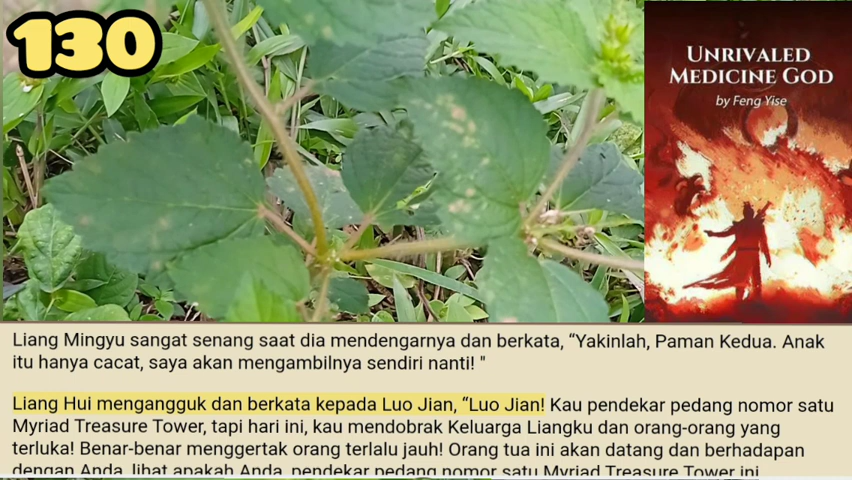 130
UNRIVALED
MEDICINE GOD
by Feng Yise
Liang Mingyu sangat senang saat dia mendengarnya dan berkata, “Yakinlah, Paman Kedua. Anak
itu hanya cacat, saya akan mengambilnya sendiri nanti! "
Liang Hui mengangguk dan berkata kepada Luo Jian, “Luo Jian! Kau pendekar pedang nomor satu
Myriad Treasure Tower, tapi hari ini, kau mendobrak Keluarga Liangku dan orang-orang yang
terluka! Benar-benar menggertak orang terlalu jauh! Orang tua ini akan datang dan berhadapan
dengan Anda, lihat apakah Anda, pendekar pedang nomor satu Myriad Treasure Tower ini